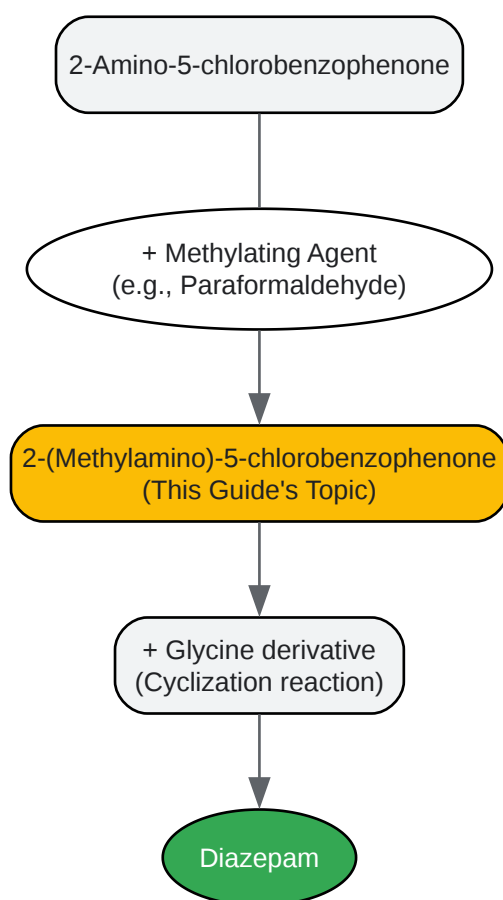 2-Amino-5-chlorobenzophenone
+ Methylating Agent
(e.g., Paraformaldehyde)
2-(Methylamino)-5-chlorobenzophenone
(This Guide's Topic)
+ Glycine derivative
(Cyclization reaction)
Diazepam